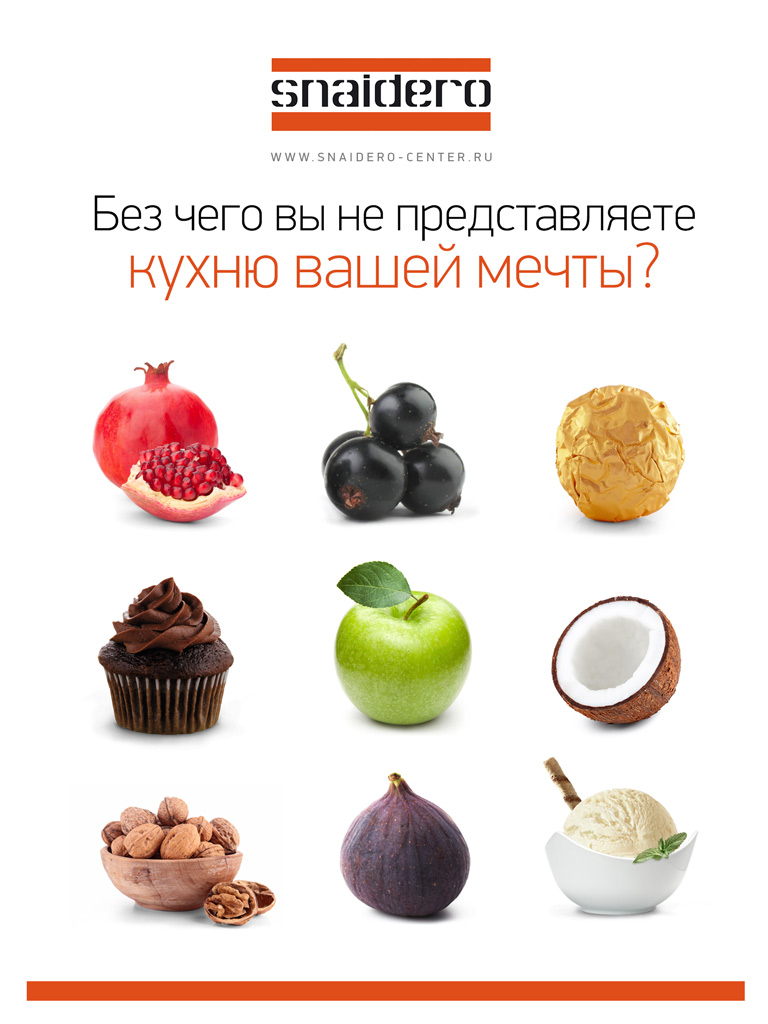 snaidero
WWW.SNAIDERO-CENTER.RU
Без чего вы не представляете
кухню вашей мечты?